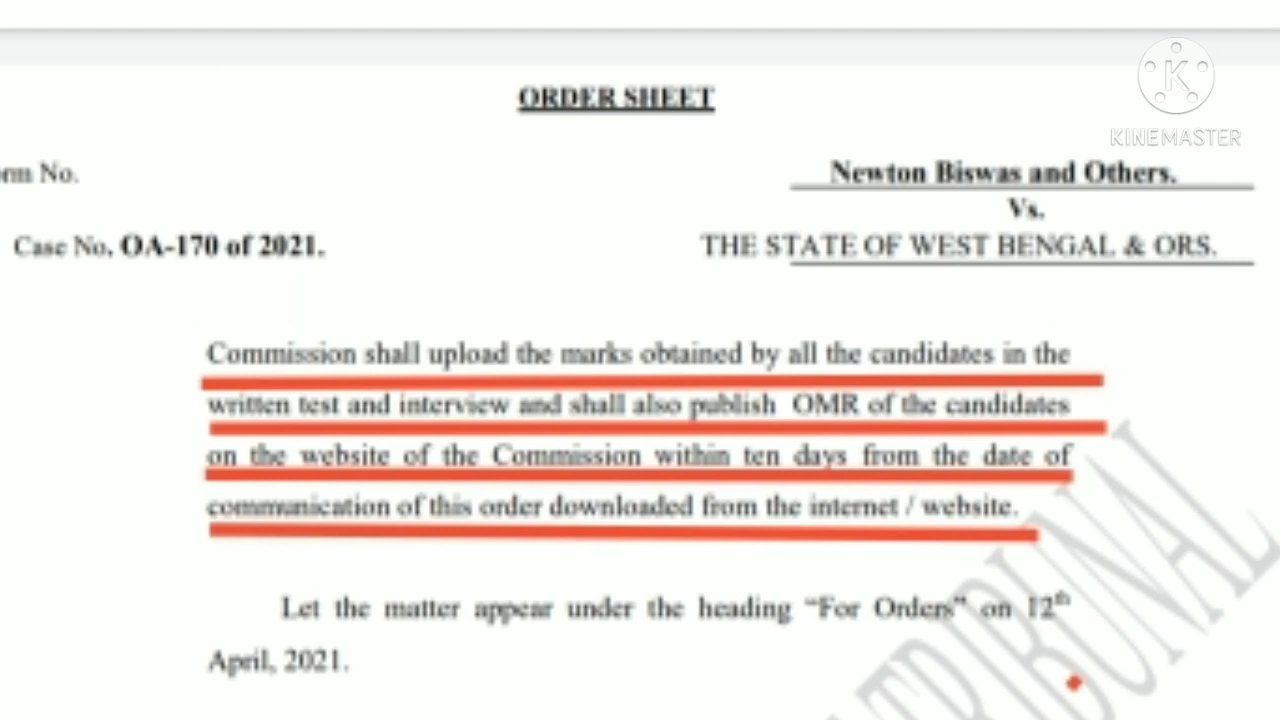 ORDER SHEET
K
KINEMASTER
rm No.
Newton Biswas and Others.
Vs.
Case No. OA-170 of 2021.
THE STATE OF WEST BENGAL & ORS.
Commission shall upload the marks obtained by all the candidates in the
written test and interview and shall also publish OMR of the candidates
on the website of the Commission within ten days from the date of
communication of this order downloaded from the internet / website.
Let the matter appear under the heading "For Orders" on 12th
April, 2021.
TRIBUNAL